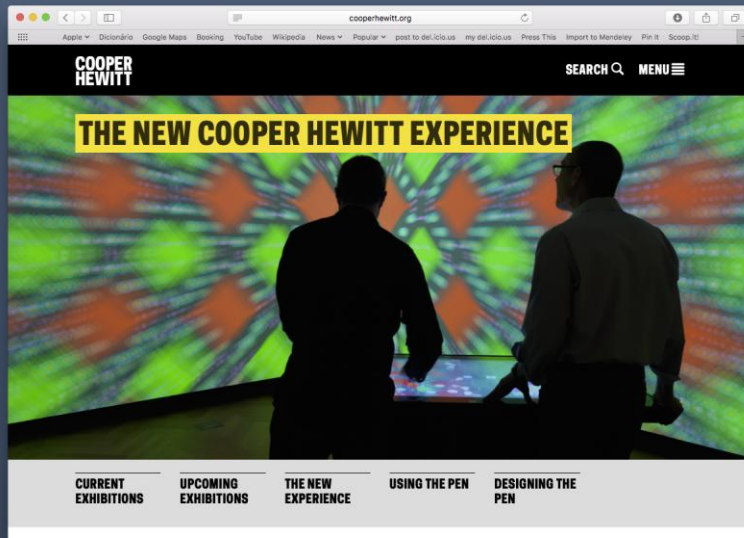 cooperhewitt.org
Apple Dicionário Google Maps Booking YouTube Wikipedia News Popular post to del.icio.us my del.icio.us Press This Import to Mendeley Pin It Scoop.it!
COOPER
HEWITT
SEARCH MENU
THE NEW COOPER HEWITT EXPERIENCE
CURRENT
EXHIBITIONS
UPCOMING
EXHIBITIONS
THE NEW
EXPERIENCE
USING THE PEN
DESIGNING THE
PEN